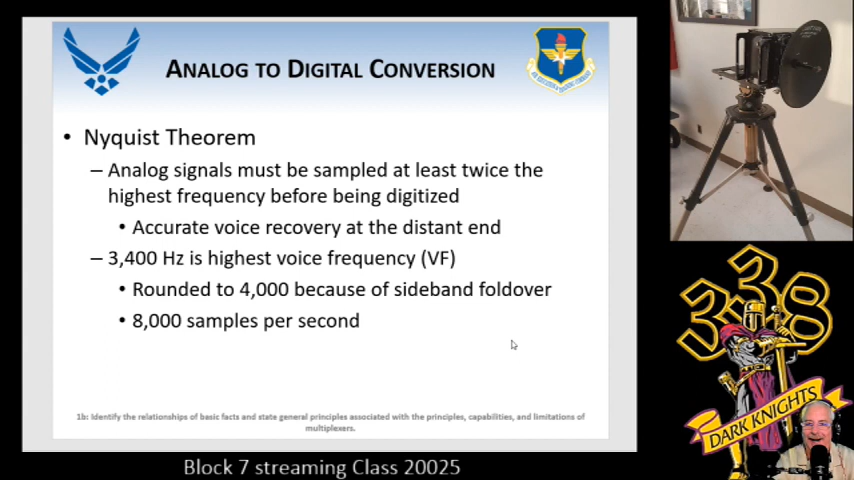 ANALOG TO DIGITAL CONVERSION
• Nyquist Theorem
– Analog signals must be sampled at least twice the
highest frequency before being digitized
• Accurate voice recovery at the distant end
– 3,400 Hz is highest voice frequency (VF)
• Rounded to 4,000 because of sideband foldover
• 8,000 samples per second
1b: Identify the relationships of basic facts and state general principles associated with the principles, capabilities, and limitations of
multiplexers.
338
DARK KNIGHTS
Block 7 streaming Class 20025